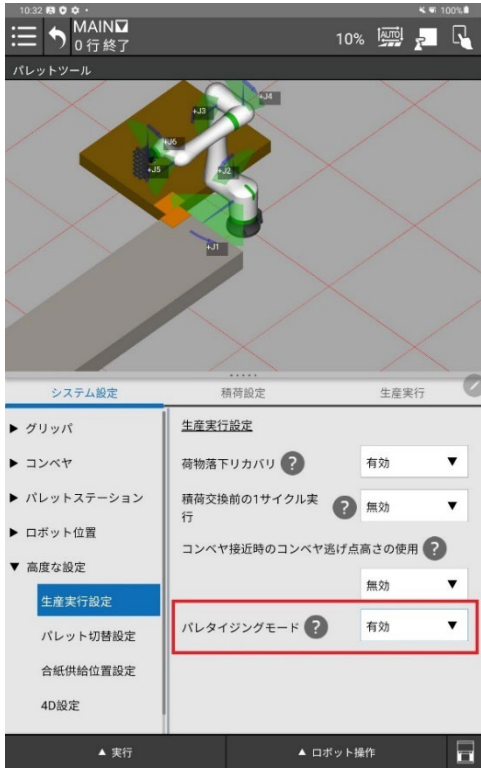 10:32
100%
MAIN
0 行終了
10%
AUTO
パレットツール
+J4
+J3
+J6
+J5
+J2
+J1
システム設定
積荷設定
生産実行
▶ グリッパ
▶ コンベヤ
▶ パレットステーション
▶ ロボット位置
▼ 高度な設定
生産実行設定
パレット切替設定
合紙供給位置設定
4D設定
生産実行設定
荷物落下リカバリ ?
有効 ▼
積荷交換前の1サイクル実
行 ?
無効 ▼
コンベヤ接近時のコンベヤ逃げ点高さの使用 ?
無効 ▼
パレタイジングモード ?
有効 ▼
▲ 実行
▲ ロボット操作